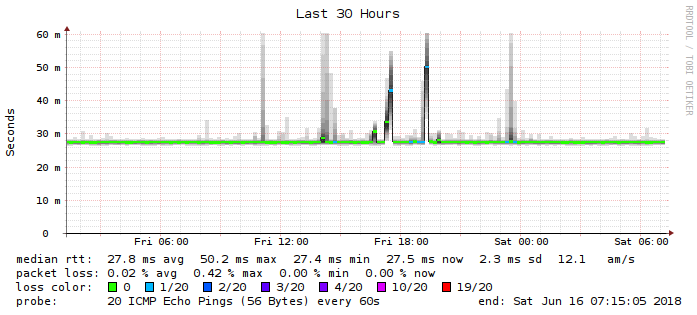 Last 30 Hours
RRDTOOL / TOBI OETIKER
Seconds
60 m
50 m
40 m
30 m
20 m
10 m
0
Fri 06:00 Fri 12:00 Fri 18:00 Sat 00:00 Sat 06:00
median rtt: 27.8 ms avg 50.2 ms max 27.4 ms min 27.5 ms now 2.3 ms sd 12.1 am/s
packet loss: 0.02 % avg 0.42 % max 0.00 % min 0.00 % now
loss color: 0 1/20 2/20 3/20 4/20 10/20 19/20
probe: 20 ICMP Echo Pings (56 Bytes) every 60s end: Sat Jun 16 07:15:05 2018